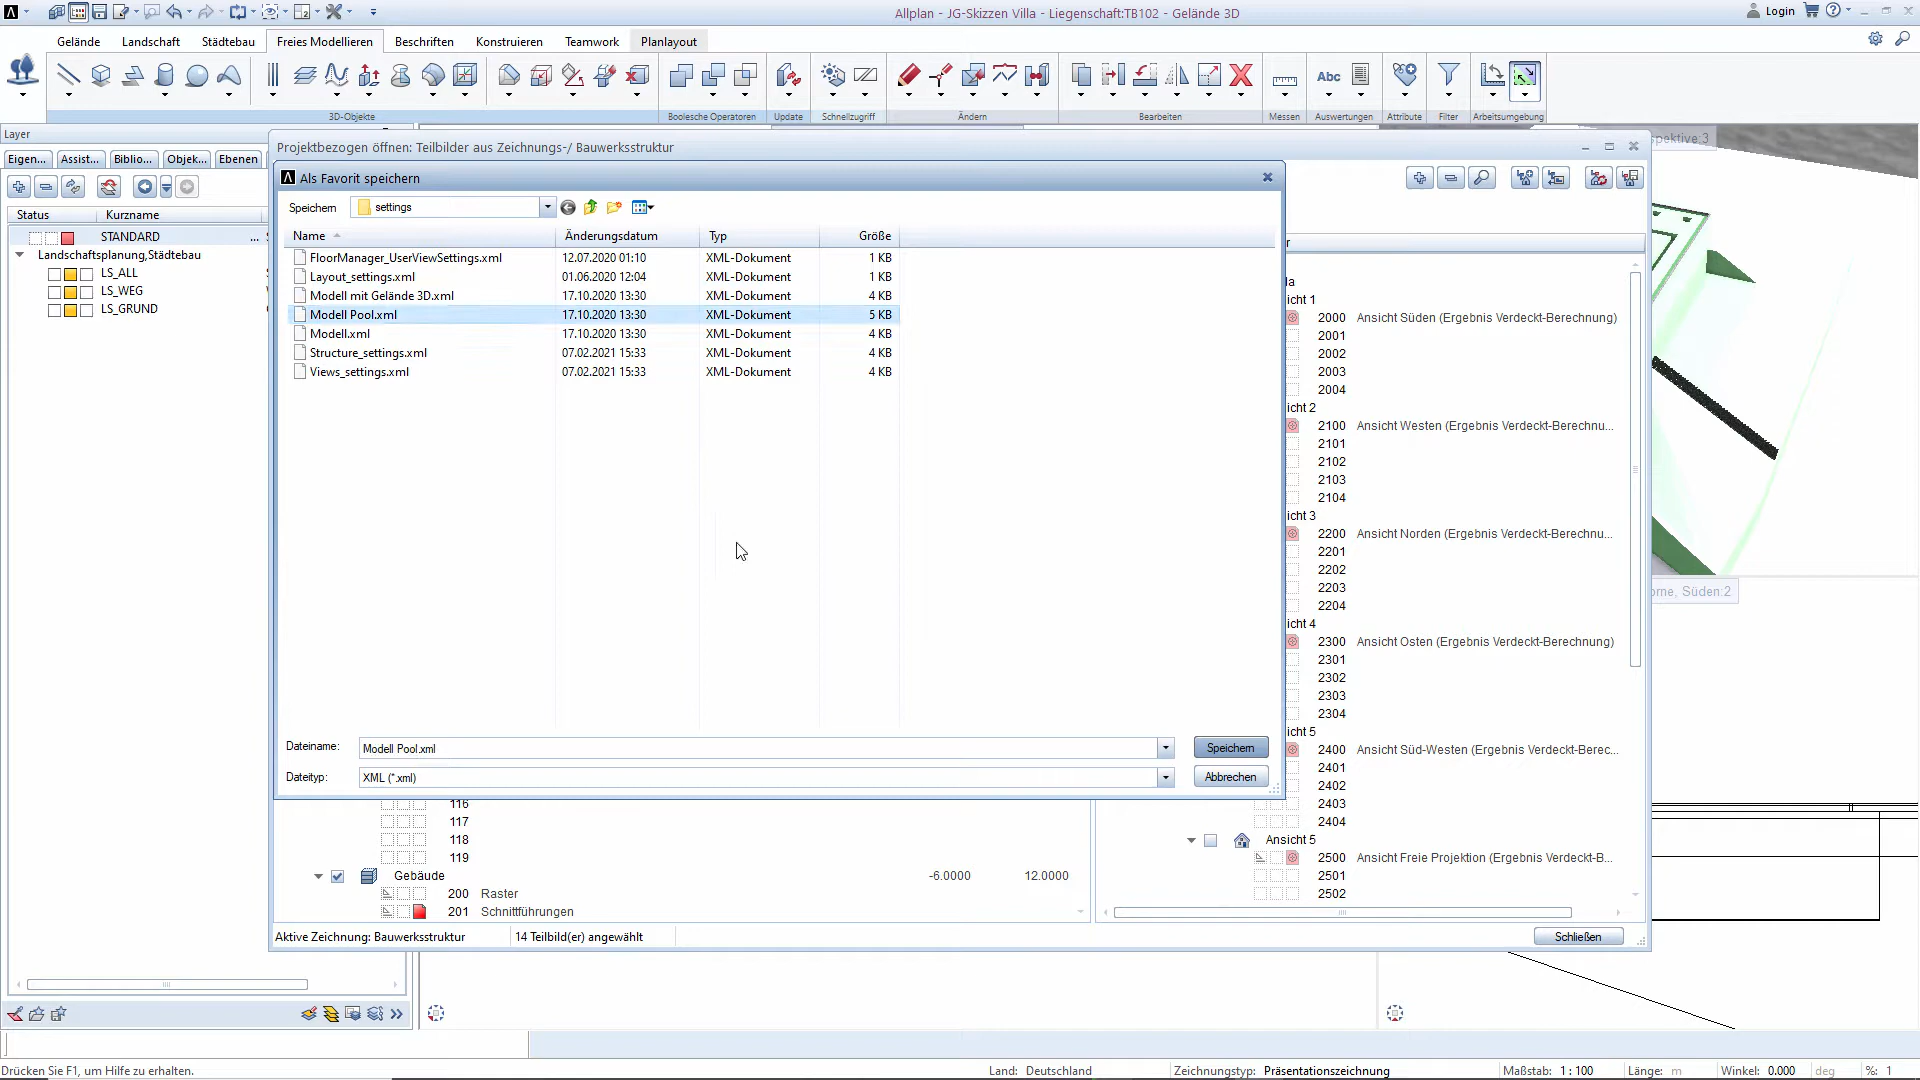 Allplan - JG-Skizzen Villa - Liegenschaft:TB102 - Gelände 3D
Login
Gelände
Landschaft
Städtebau
Freies Modellieren
Beschriften
Konstruieren
Teamwork
Planlayout
Abc
3D-Objekte
Boolesche Operatoren
Update
Schnellzugriff
Ändern
Bearbeiten
Messen
Auswertungen
Attribute
Filter
Arbeitsumgebung
Layer
Eigen...
Assist...
Biblio...
Objek...
Ebenen
Status
Kurzname
STANDARD
...
Landschaftsplanung,Städtebau
LS_ALL
LS_WEG
LS_GRUND
Projektbezogen öffnen: Teilbilder aus Zeichnungs-/ Bauwerksstruktur
Als Favorit speichern
Speichern
settings
Name
Änderungsdatum
Typ
Größe
FloorManager_UserViewSettings.xml 12.07.2020 01:10 XML-Dokument 1 KB
Layout_settings.xml 01.06.2020 12:04 XML-Dokument 1 KB
Modell mit Gelände 3D.xml 17.10.2020 13:30 XML-Dokument 4 KB
Modell Pool.xml 17.10.2020 13:30 XML-Dokument 5 KB
Modell.xml 17.10.2020 13:30 XML-Dokument 4 KB
Structure_settings.xml 07.02.2021 15:33 XML-Dokument 4 KB
Views_settings.xml 07.02.2021 15:33 XML-Dokument 4 KB
Dateiname:
Modell Pool.xml
Speichern
Dateityp:
XML (*.xml)
Abbrechen
r
la
icht 1
2000 Ansicht Süden (Ergebnis Verdeckt-Berechnung)
2001
2002
2003
2004
icht 2
2100 Ansicht Westen (Ergebnis Verdeckt-Berechnu...
2101
2102
2103
2104
icht 3
2200 Ansicht Norden (Ergebnis Verdeckt-Berechnu...
2201
2202
2203
2204
icht 4
2300 Ansicht Osten (Ergebnis Verdeckt-Berechnung)
2301
2302
2303
2304
icht 5
2400 Ansicht Süd-Westen (Ergebnis Verdeckt-Berec...
2401
2402
2403
2404
Ansicht 5
2500 Ansicht Freie Projektion (Ergebnis Verdeckt-B...
2501
2502
116
117
118
119
Gebäude -6.0000 12.0000
200 Raster
201 Schnittführungen
Aktive Zeichnung: Bauwerksstruktur
14 Teilbild(er) angewählt
Schließen
spektive:3
orne, Süden:2
Drücken Sie F1, um Hilfe zu erhalten.
Land: Deutschland
Zeichnungstyp: Präsentationszeichnung
Maßstab: 1 : 100
Länge: m
Winkel: 0.000 deg
%: 1